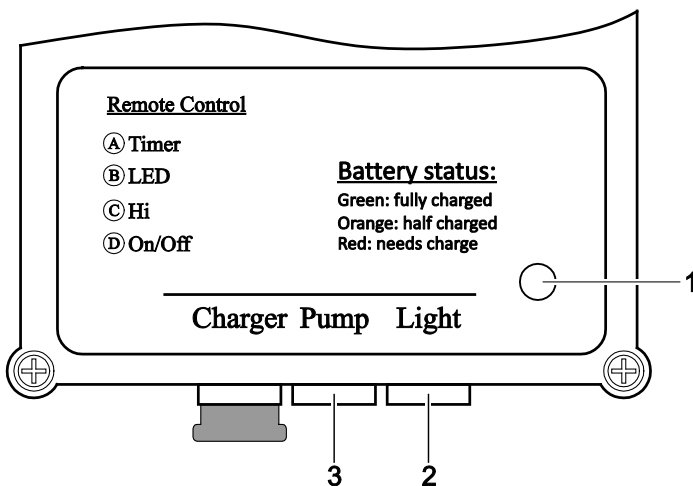 Remote Control
Ⓐ Timer
Ⓑ LED
Ⓒ Hi
Ⓓ On/Off
Battery status:
Green: fully charged
Orange: half charged
Red: needs charge
1
Charger Pump Light
3 2